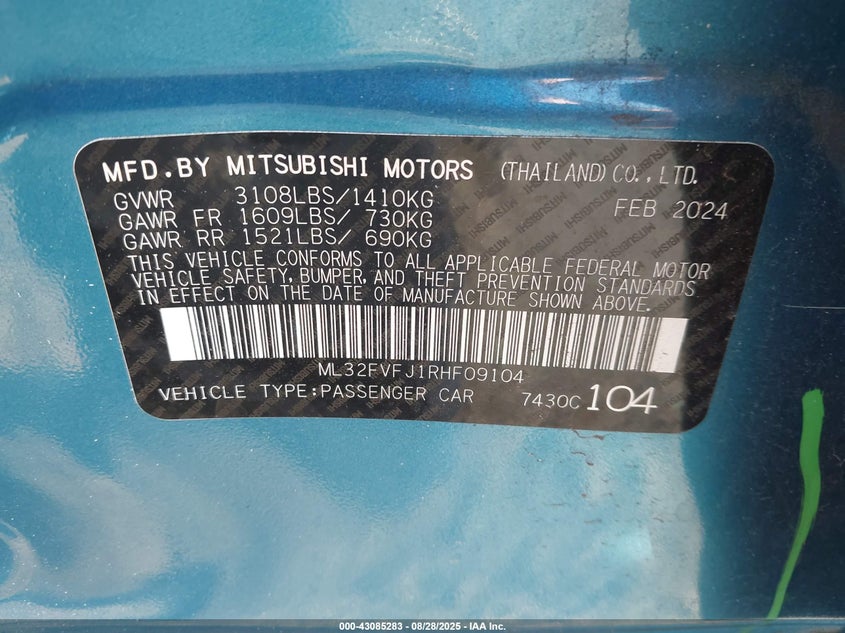 MFD.BY MITSUBISHI MOTORS (THAILAND) CO., LTD.
GVWR 3108LBS/1410KG FEB 2024
GAWR FR 1609LBS/ 730KG
GAWR RR 1521LBS/ 690KG
THIS VEHICLE CONFORMS TO ALL APPLICABLE FEDERAL MOTOR
VEHICLE SAFETY, BUMPER, AND THEFT PREVENTION STANDARDS
IN EFFECT ON THE DATE OF MANUFACTURE SHOWN ABOVE.
ML32FVFJ1RHF09104
VEHICLE TYPE:PASSENGER CAR 7430C 104
000-43085283 - 08/28/2025 - IAA Inc.